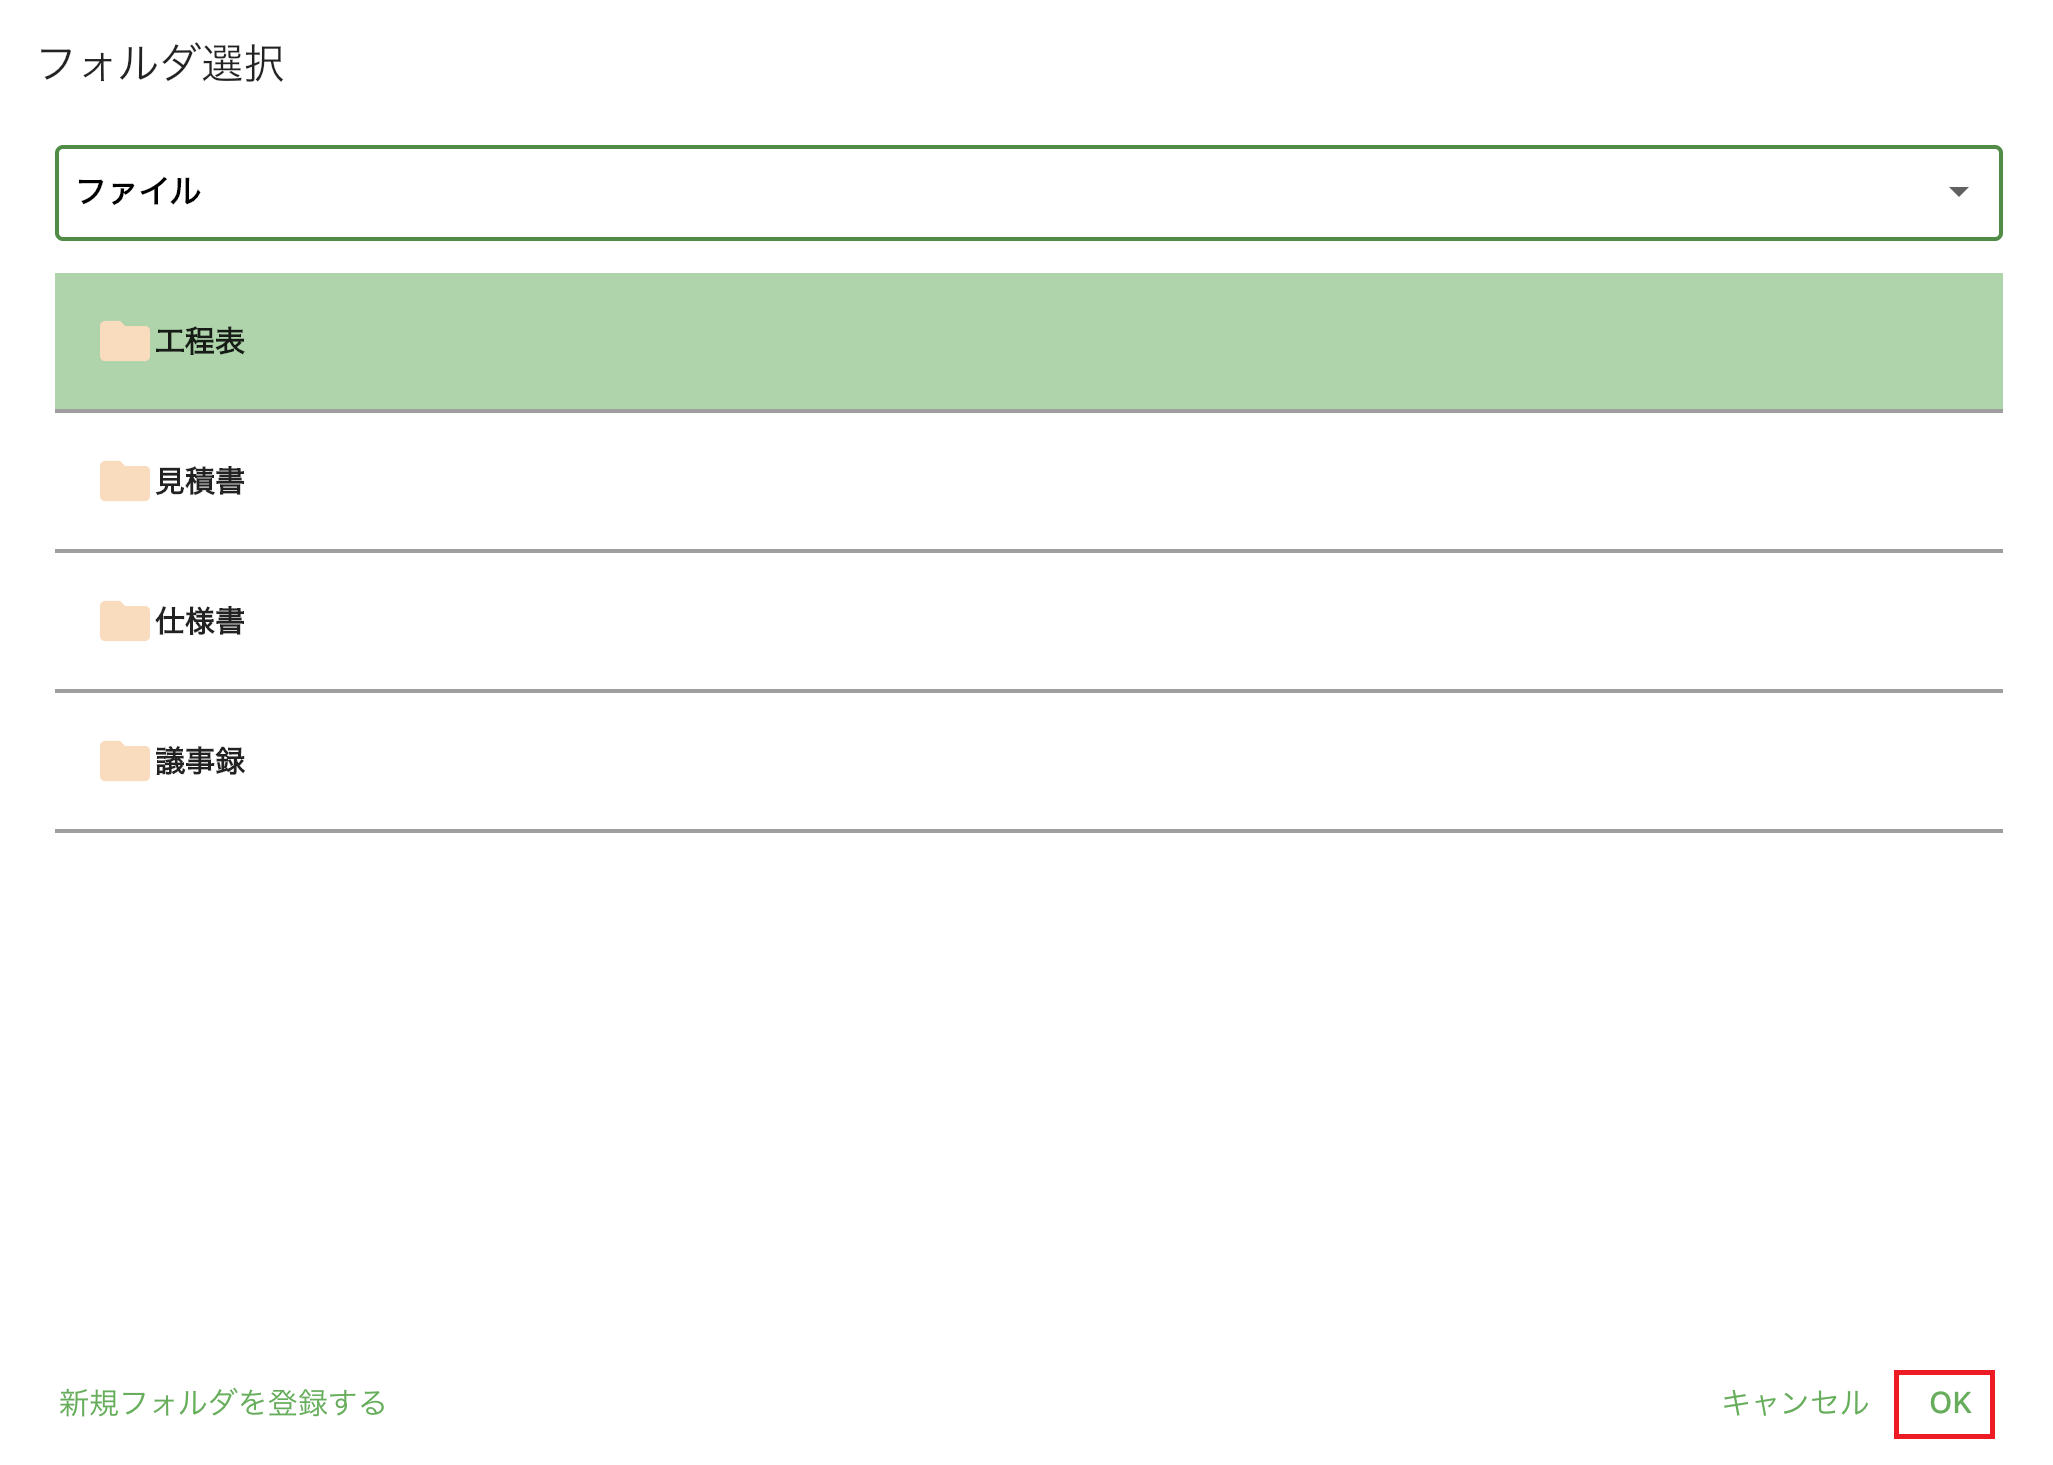 フォルダ選択
ファイル
工程表
見積書
仕様書
議事録
新規フォルダを登録する
キャンセル
OK